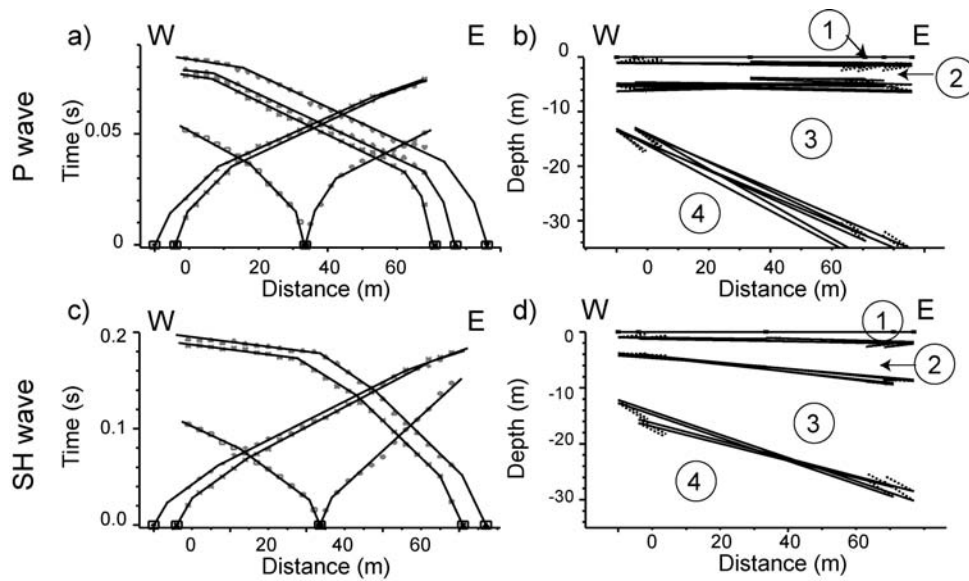 a) W E
P wave
Time (s)
0.05
0
0 20 40 60
Distance (m)
b) W E
1
2
3
4
Depth (m)
0
-10
-20
-30
0 20 40 60
Distance (m)
c) W E
SH wave
Time (s)
0.2
0.1
0.0
0 20 40 60
Distance (m)
d) W E
1
2
3
4
Depth (m)
0
-10
-20
-30
0 20 40 60
Distance (m)